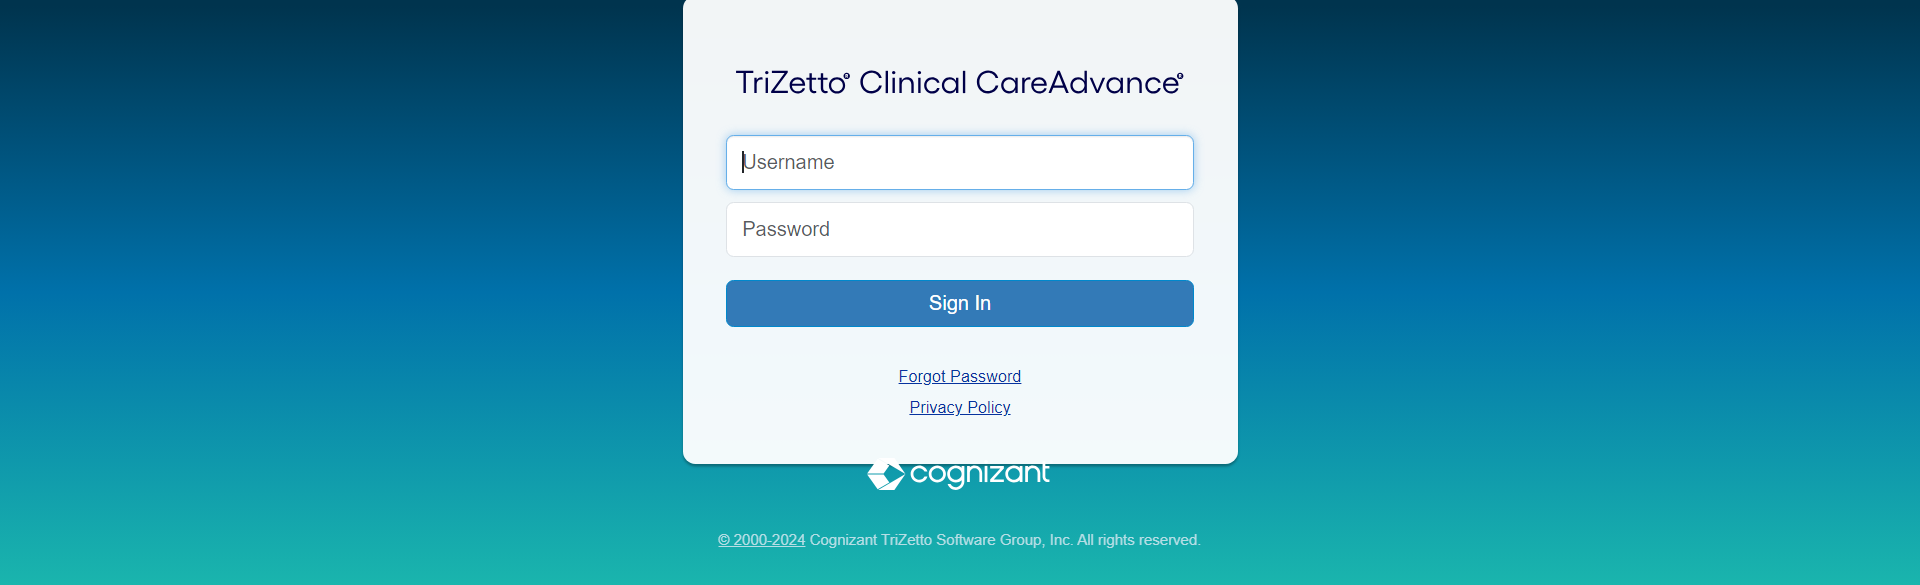 TriZetto® Clinical CareAdvance®
Username
Password
Sign In
Forgot Password
Privacy Policy
cognizant
© 2000-2024 Cognizant TriZetto Software Group, Inc. All rights reserved.